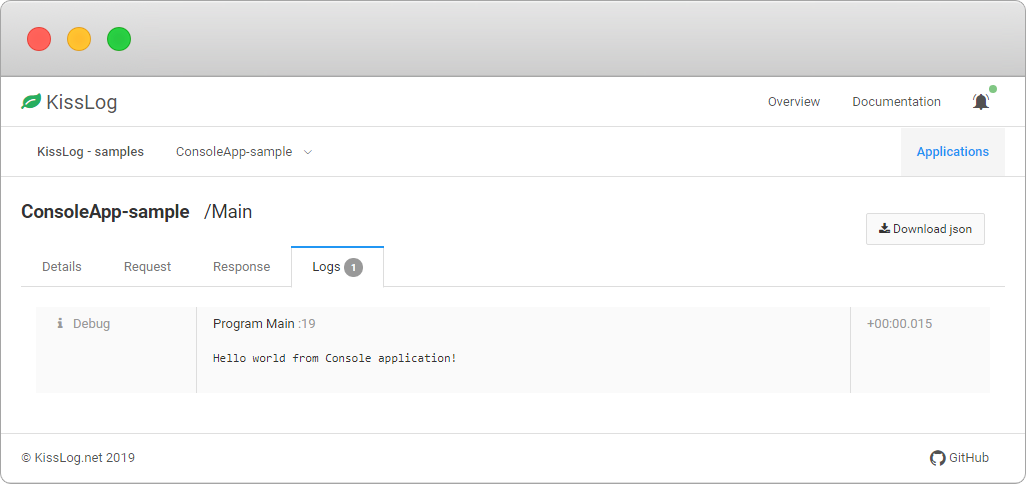 KissLog Overview Documentation
KissLog - samples ConsoleApp-sample Applications
ConsoleApp-sample /Main
Download json
Details Request Response Logs 1
Debug Program Main :19 +00:00.015
Hello world from Console application!
© KissLog.net 2019 GitHub